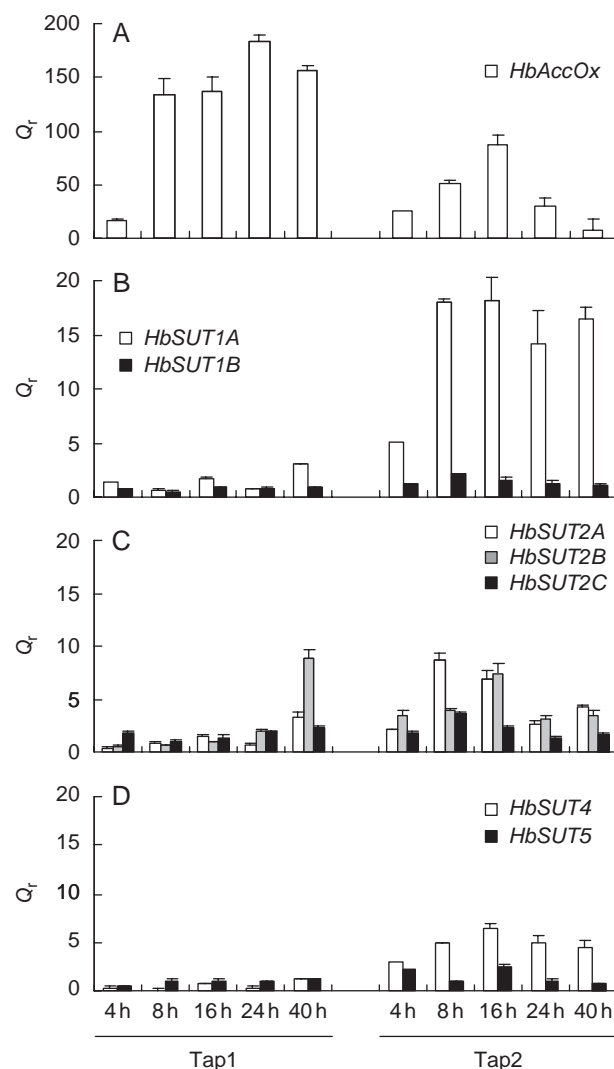 A
200
150
100
50
0
Qr
HbAccOx
B
20
15
10
5
0
Qr
HbSUT1A
HbSUT1B
C
20
15
10
5
0
Qr
HbSUT2A
HbSUT2B
HbSUT2C
D
20
15
10
5
0
Qr
HbSUT4
HbSUT5
4 h 8 h 16 h 24 h 40 h 4 h 8 h 16 h 24 h 40 h
Tap1 Tap2